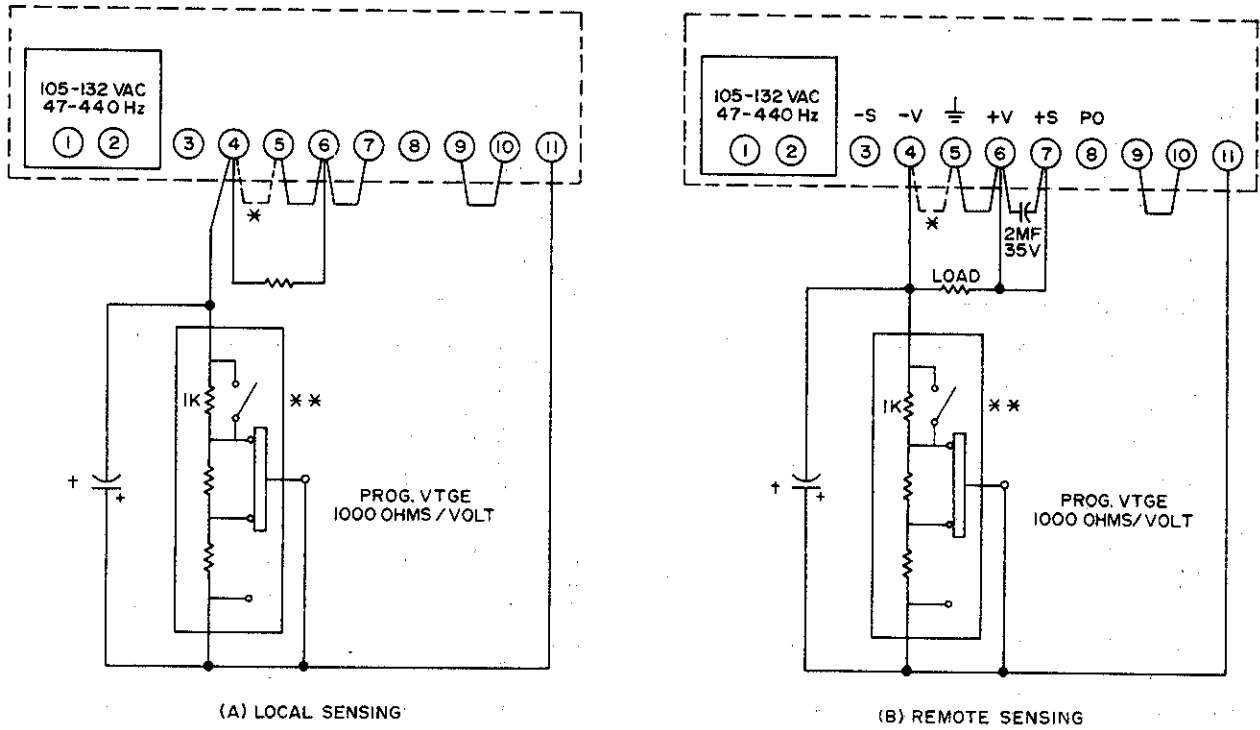 105-132 VAC
47-440 Hz
1 2 3 4 5 6 7 8 9 10 11
*
1K
**
†
+
PROG. VTGE
1000 OHMS/VOLT
(A) LOCAL SENSING
105-132 VAC
47-440 Hz
-S -V +V +S PO
1 2 3 4 5 6 7 8 9 10 11
*
2MF
35V
LOAD
1K
**
†
+
PROG. VTGE
1000 OHMS/VOLT
(B) REMOTE SENSING